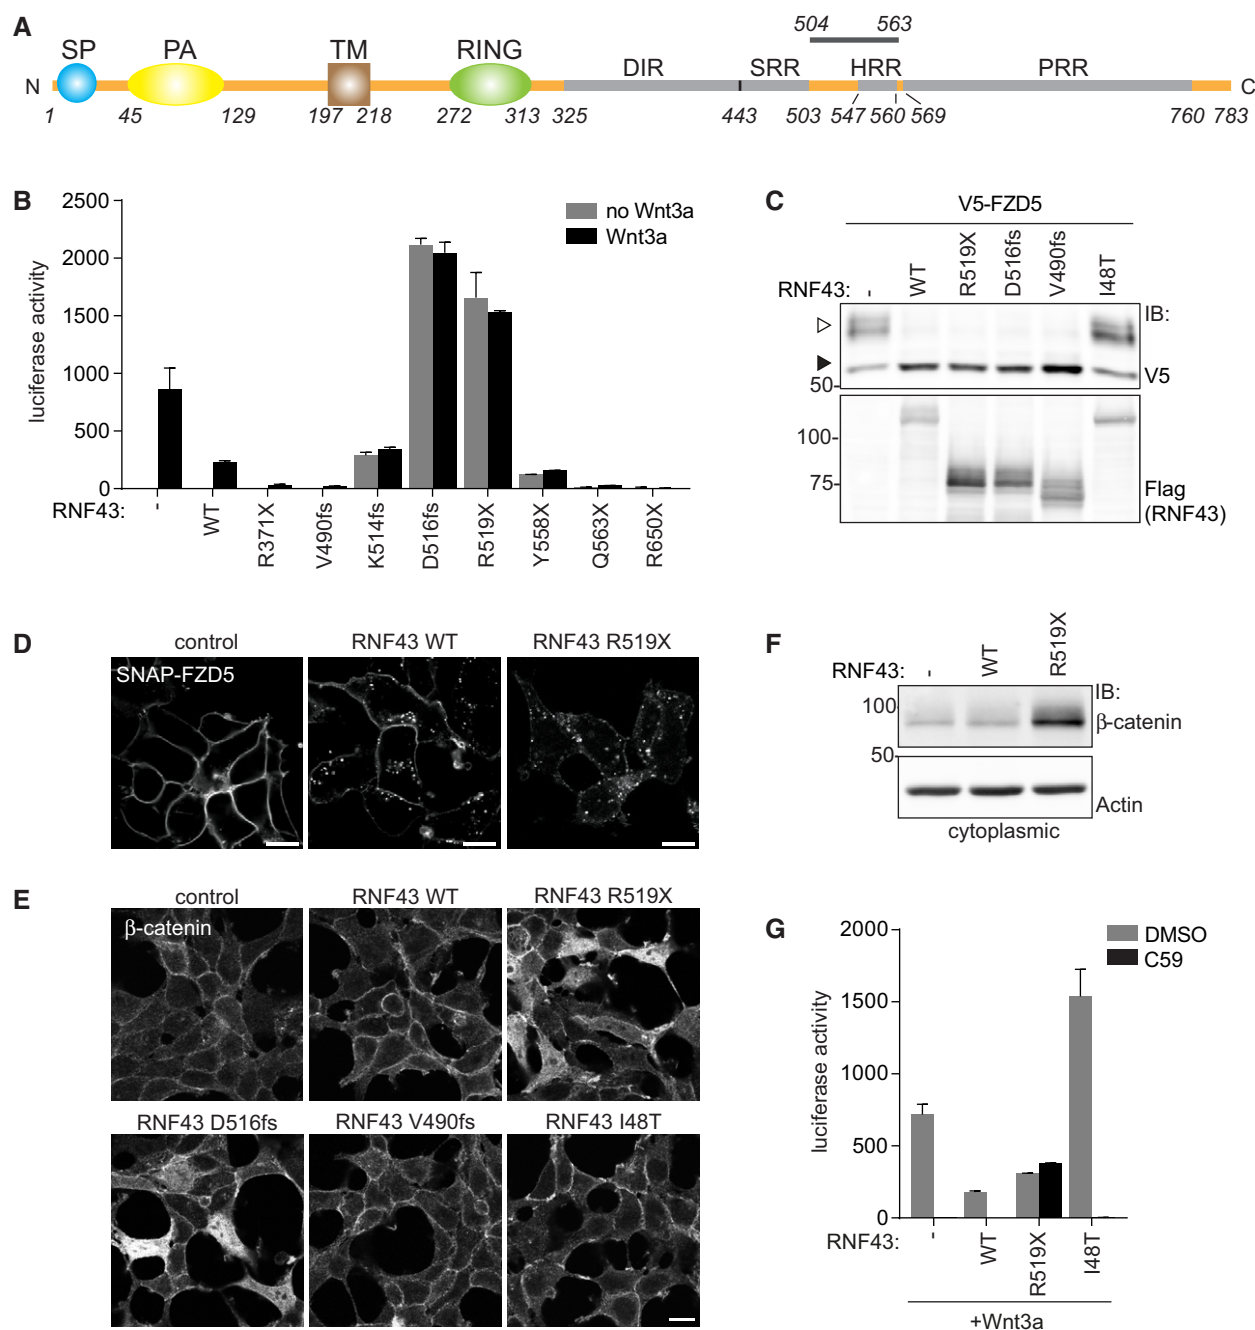 A
504 563
SP PA TM RING DIR SRR HRR PRR
N C
1 45 129 197 218 272 313 325 443 503 547 560 569 760 783
B
2500
2000
1500
1000
500
0
luciferase activity
no Wnt3a
Wnt3a
RNF43: - WT R371X V490fs K514fs D516fs R519X Y558X Q563X R650X
C
V5-FZD5
RNF43: - WT R519X D516fs V490fs I48T
IB:
V5
50
100
75
Flag
(RNF43)
D
control RNF43 WT RNF43 R519X
SNAP-FZD5
E
control RNF43 WT RNF43 R519X
β-catenin
RNF43 D516fs RNF43 V490fs RNF43 I48T
F
RNF43: - WT R519X
IB:
100
β-catenin
50
Actin
cytoplasmic
G
2000
1500
1000
500
0
luciferase activity
DMSO
C59
RNF43: - WT R519X I48T
+Wnt3a